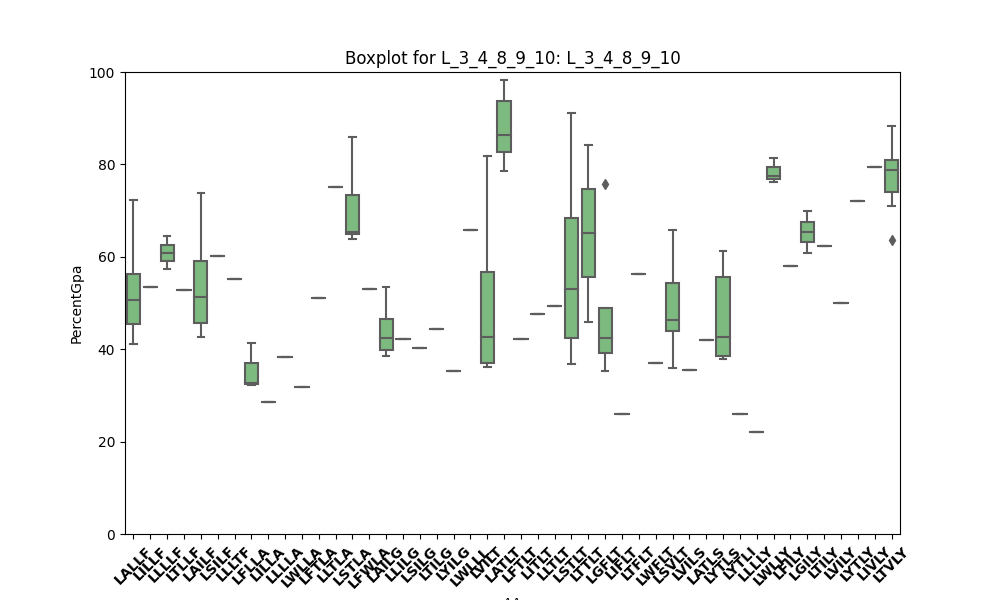 Boxplot for L_3_4_8_9_10: L_3_4_8_9_10
PercentGpa
100
80
60
40
20
0
LALLF LILLF LLLLF LTLLF LAILF LSILF LLLTF LFLLA LILLA LLLLA LWLLA LFTLA LLTLA LSTLA LFWLA LAILG LLILG LSILG LTILG LYILG LWLLI LVILT LATLT LFTLT LITLT LLTLT LSTLT LTTLT LGFLT LIFLT LTFLT LWFLT LSVLT LVILS LATLS LYTLS LYTLI LLLLY LWLLY LFILY LGILY LTILY LVILY LYTLY LIVLY LTVLY